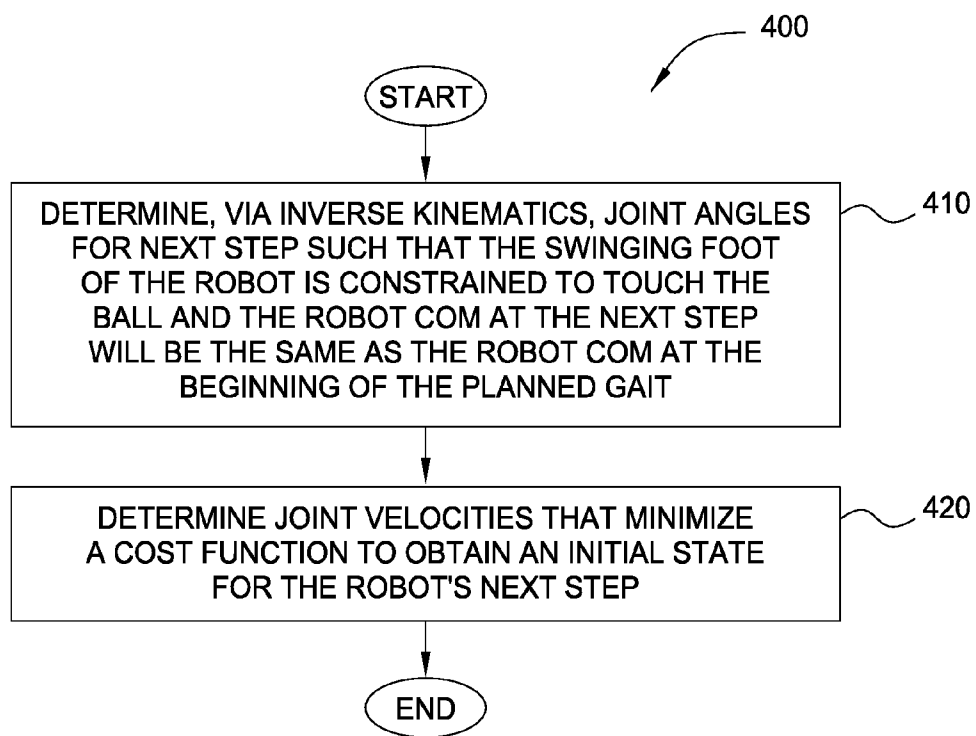 400
START
DETERMINE, VIA INVERSE KINEMATICS, JOINT ANGLES
FOR NEXT STEP SUCH THAT THE SWINGING FOOT
OF THE ROBOT IS CONSTRAINED TO TOUCH THE
BALL AND THE ROBOT COM AT THE NEXT STEP
WILL BE THE SAME AS THE ROBOT COM AT THE
BEGINNING OF THE PLANNED GAIT
410
DETERMINE JOINT VELOCITIES THAT MINIMIZE
A COST FUNCTION TO OBTAIN AN INITIAL STATE
FOR THE ROBOT'S NEXT STEP
420
END